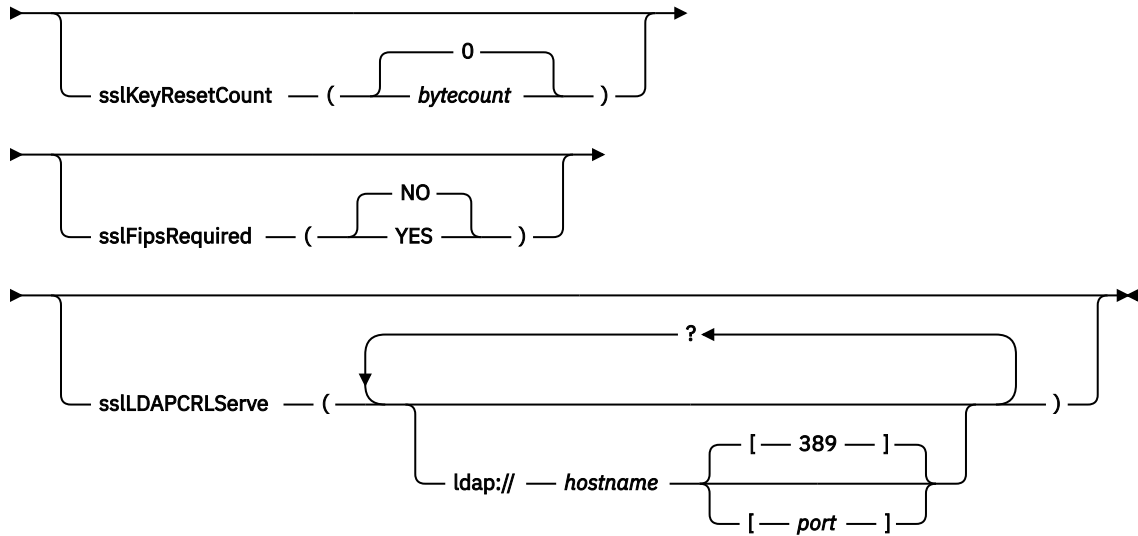 0
sslKeyResetCount ( bytecount )
NO
sslFipsRequired ( YES )
?
sslLDAPCRLServe ( )
[ 389 ]
ldap:// hostname
[ port ]